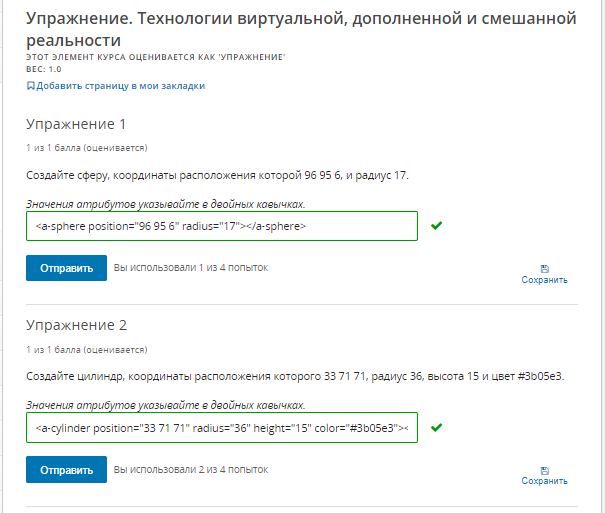 Упражнение. Технологии виртуальной, дополненной и смешанной
реальности
ЭТОТ ЭЛЕМЕНТ КУРСА ОЦЕНИВАЕТСЯ КАК 'УПРАЖНЕНИЕ'
ВЕС: 1.0
Добавить страницу в мои закладки
Упражнение 1
1 из 1 балла (оценивается)
Создайте сферу, координаты расположения которой 96 95 6, и радиус 17.
Значения атрибутов указывайте в двойных кавычках.
<a-sphere position="96 95 6" radius="17"></a-sphere>
Отправить Вы использовали 1 из 4 попыток
Сохранить
Упражнение 2
1 из 1 балла (оценивается)
Создайте цилиндр, координаты расположения которого 33 71 71, радиус 36, высота 15 и цвет #3b05e3.
Значения атрибутов указывайте в двойных кавычках.
<a-cylinder position="33 71 71" radius="36" height="15" color="#3b05e3"><
Отправить Вы использовали 2 из 4 попыток
Сохранить